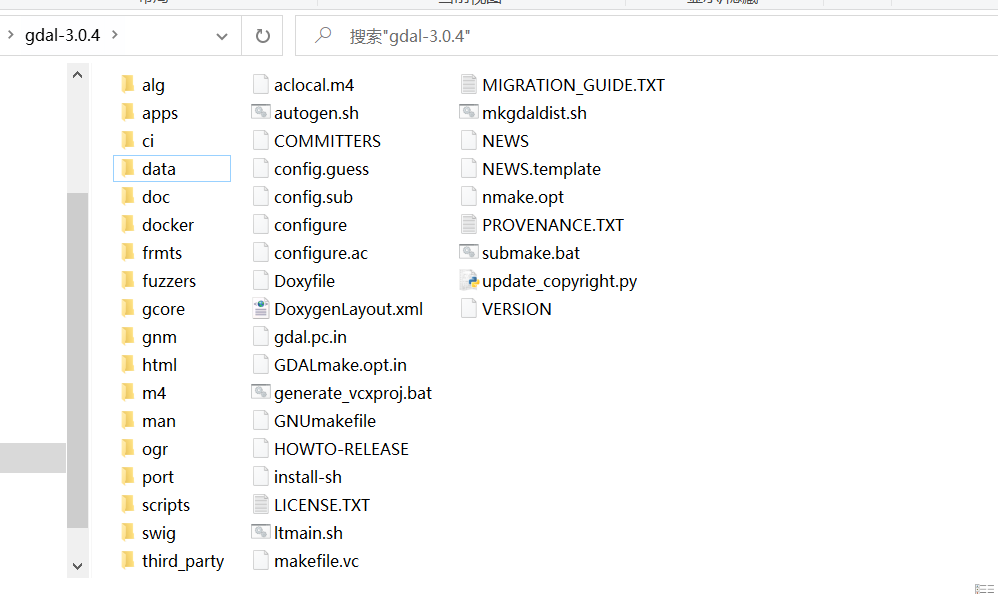 gdal-3.0.4
搜索"gdal-3.0.4"
alg
apps
ci
data
doc
docker
frmts
fuzzers
gcore
gnm
html
m4
man
ogr
port
scripts
swig
third_party
aclocal.m4
autogen.sh
COMMITTERS
config.guess
config.sub
configure
configure.ac
Doxyfile
DoxygenLayout.xml
gdal.pc.in
GDALmake.opt.in
generate_vcxproj.bat
GNUmakefile
HOWTO-RELEASE
install-sh
LICENSE.TXT
ltmain.sh
makefile.vc
MIGRATION_GUIDE.TXT
mkgdaldist.sh
NEWS
NEWS.template
nmake.opt
PROVENANCE.TXT
submake.bat
update_copyright.py
VERSION